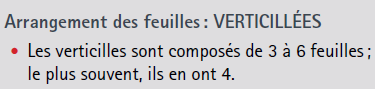 Arrangement des feuilles : VERTICILLÉES
• Les verticilles sont composés de 3 à 6 feuilles ;
le plus souvent, ils en ont 4.